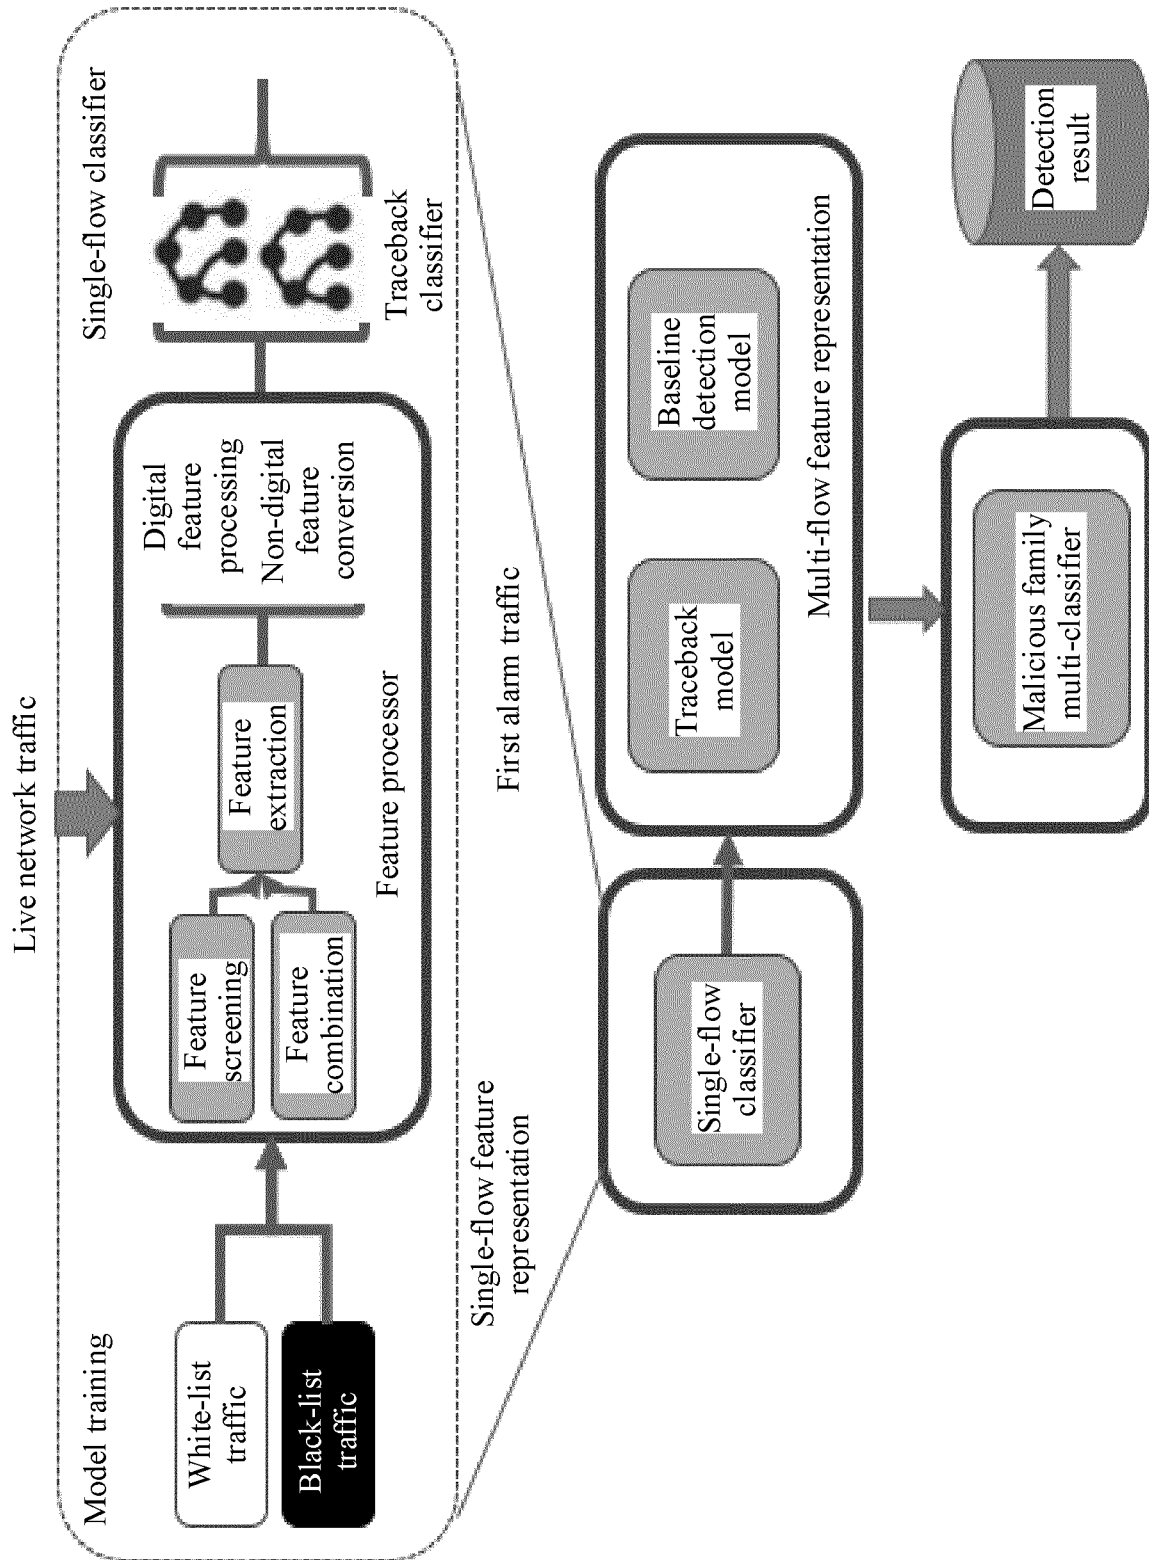 Live network traffic
Model training
White-list
traffic
Black-list
traffic
Feature
screening
Feature
combination
Feature
extraction
Digital
feature
processing
Non-digital
feature
conversion
Feature processor
Single-flow classifier
Traceback
classifier
Single-flow feature
representation
First alarm traffic
Single-flow
classifier
Traceback
model
Baseline
detection
model
Multi-flow feature representation
Malicious family
multi-classifier
Detection
result